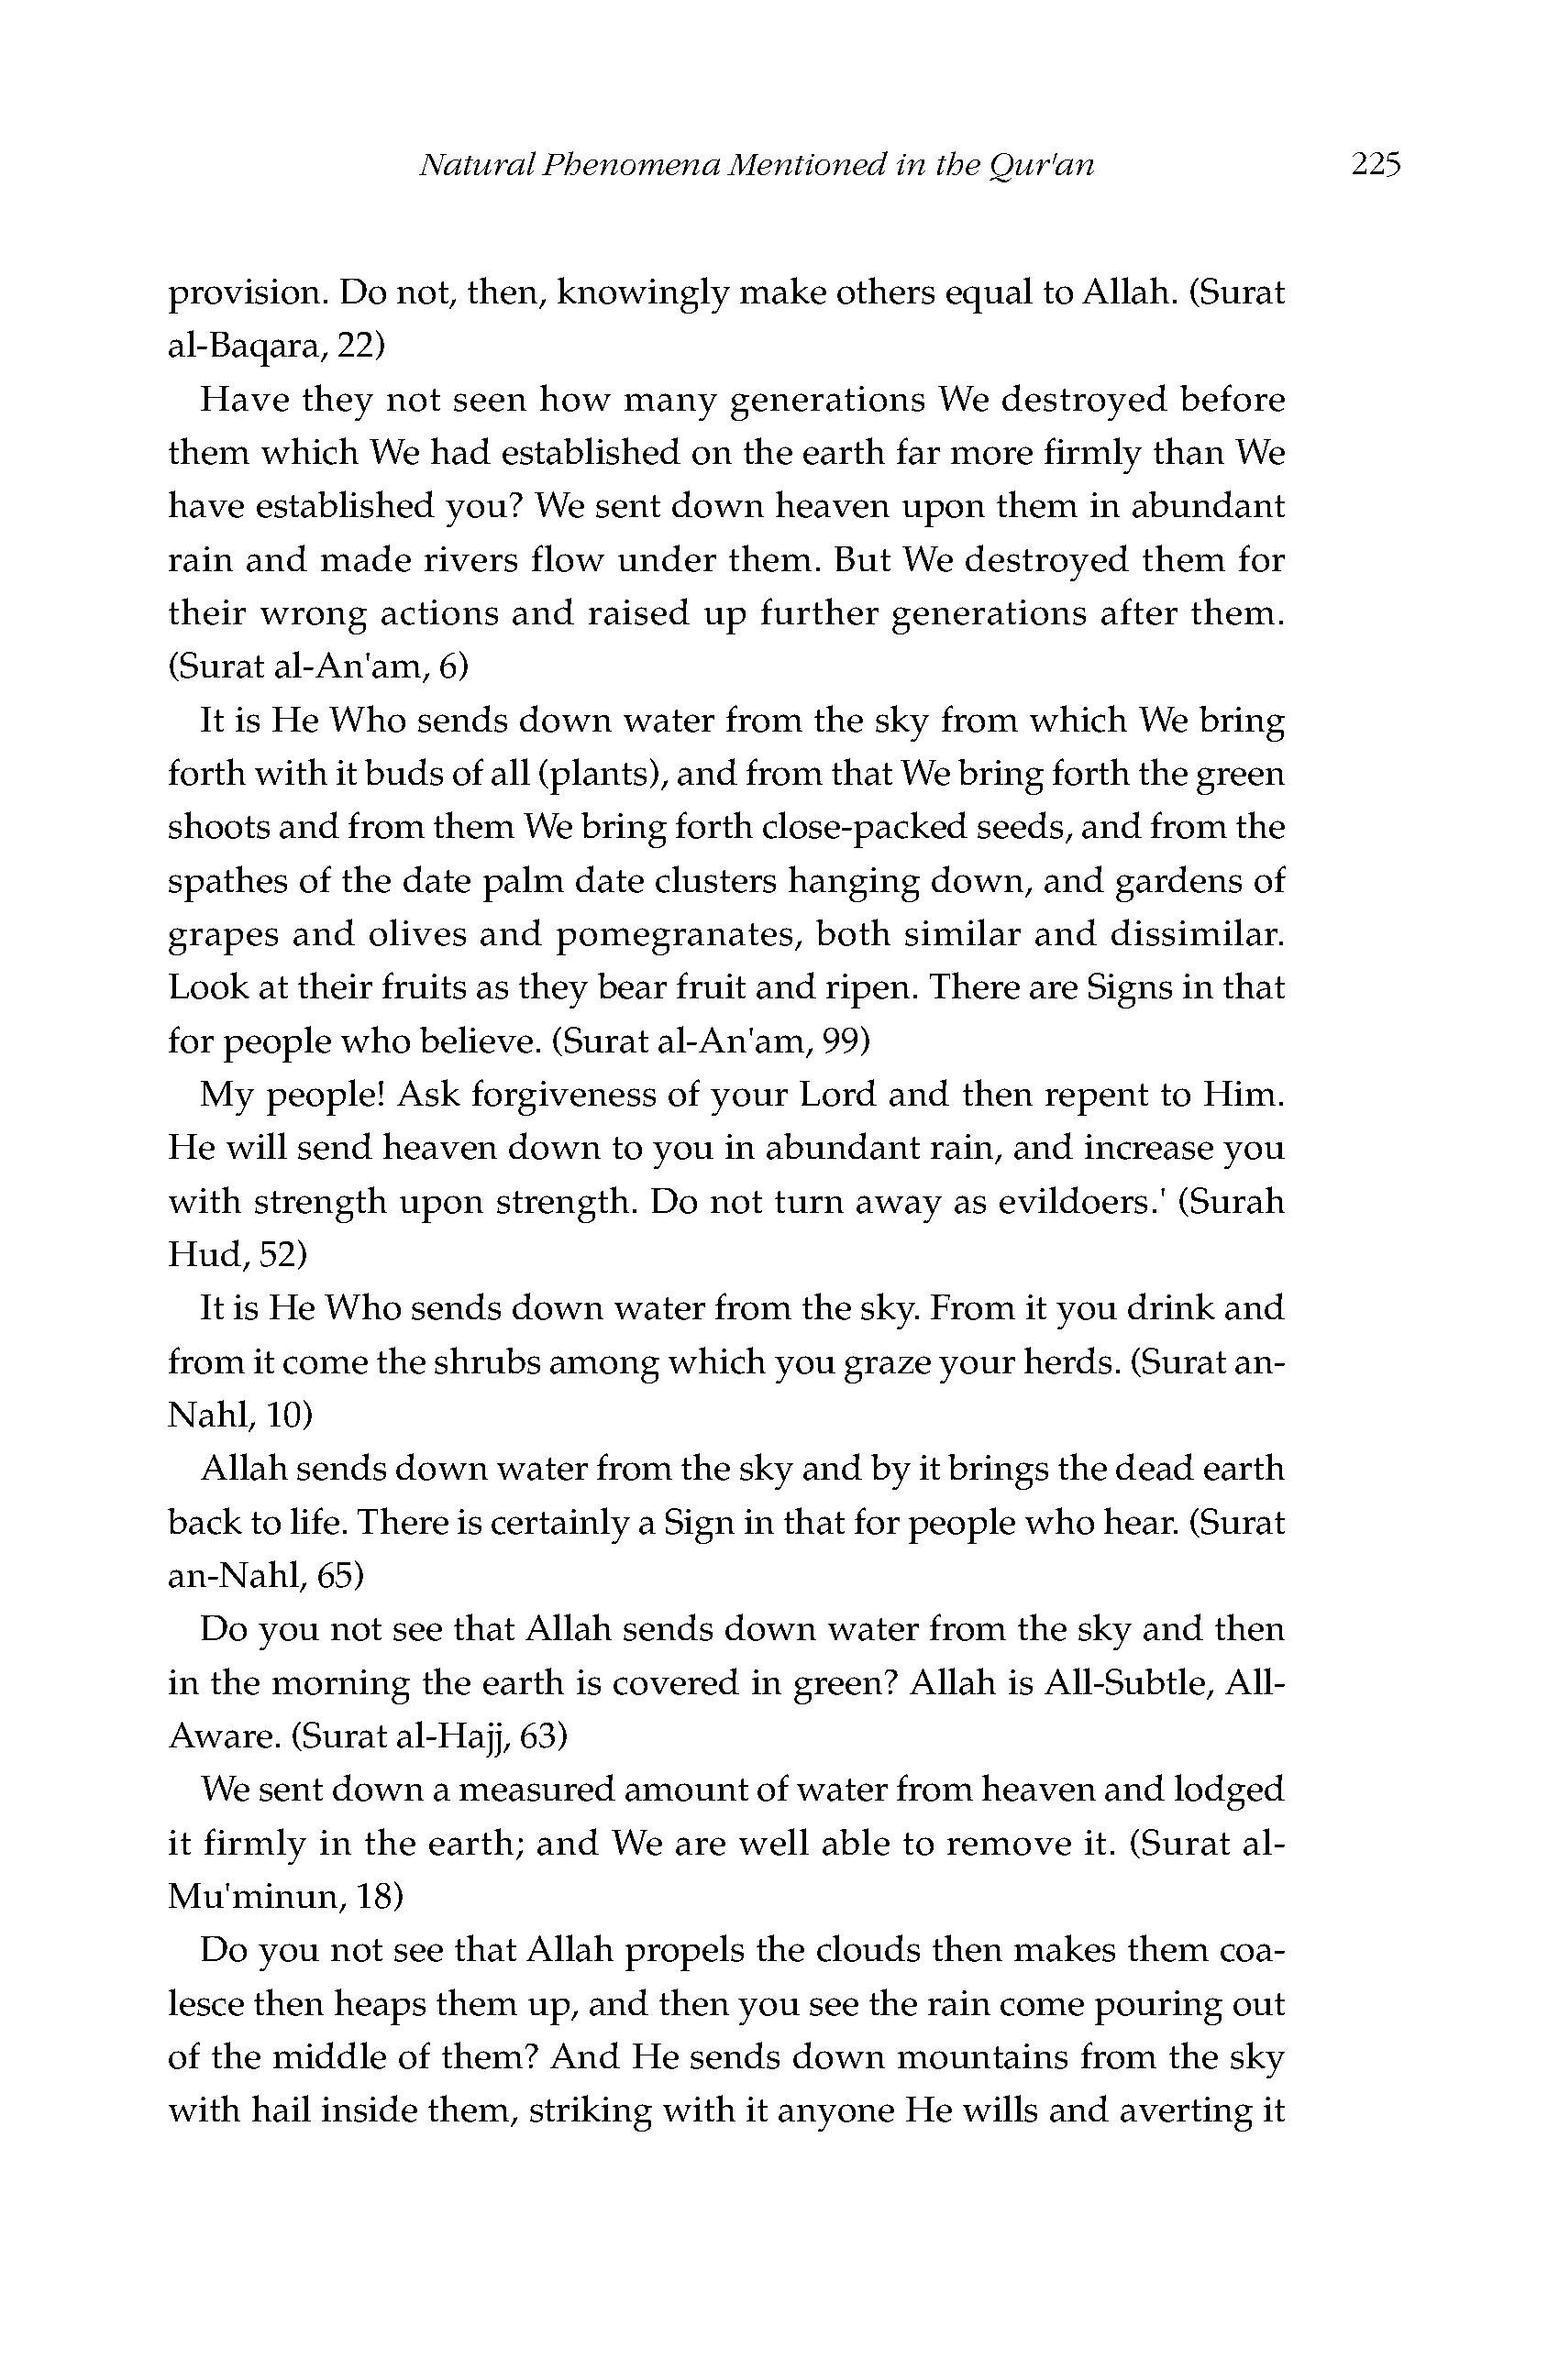 Natural Phenomena Mentioned in the Qur'an 225
provision. Do not, then, knowingly make others equal to Allah. (Surat
al-Baqara, 22)
Have they not seen how many generations We destroyed before
them which We had established on the earth far more firmly than We
have established you? We sent down heaven upon them in abundant
rain and made rivers flow under them. But We destroyed them for
their wrong actions and raised up further generations after them.
(Surat al-An'am, 6)
It is He Who sends down water from the sky from which We bring
forth with it buds of all (plants), and from that We bring forth the green
shoots and from them We bring forth close-packed seeds, and from the
spathes of the date palm date clusters hanging down, and gardens of
grapes and olives and pomegranates, both similar and dissimilar.
Look at their fruits as they bear fruit and ripen. There are Signs in that
for people who believe. (Surat al-An'am, 99)
My people! Ask forgiveness of your Lord and then repent to Him.
He will send heaven down to you in abundant rain, and increase you
with strength upon strength. Do not turn away as evildoers.' (Surah
Hud, 52)
It is He Who sends down water from the sky. From it you drink and
from it come the shrubs among which you graze your herds. (Surat an-
Nahl, 10)
Allah sends down water from the sky and by it brings the dead earth
back to life. There is certainly a Sign in that for people who hear. (Surat
an-Nahl, 65)
Do you not see that Allah sends down water from the sky and then
in the morning the earth is covered in green? Allah is All-Subtle, All-
Aware. (Surat al-Hajj, 63)
We sent down a measured amount of water from heaven and lodged
it firmly in the earth; and We are well able to remove it. (Surat al-
Mu'minun, 18)
Do you not see that Allah propels the clouds then makes them coa-
lesce then heaps them up, and then you see the rain come pouring out
of the middle of them? And He sends down mountains from the sky
with hail inside them, striking with it anyone He wills and averting it